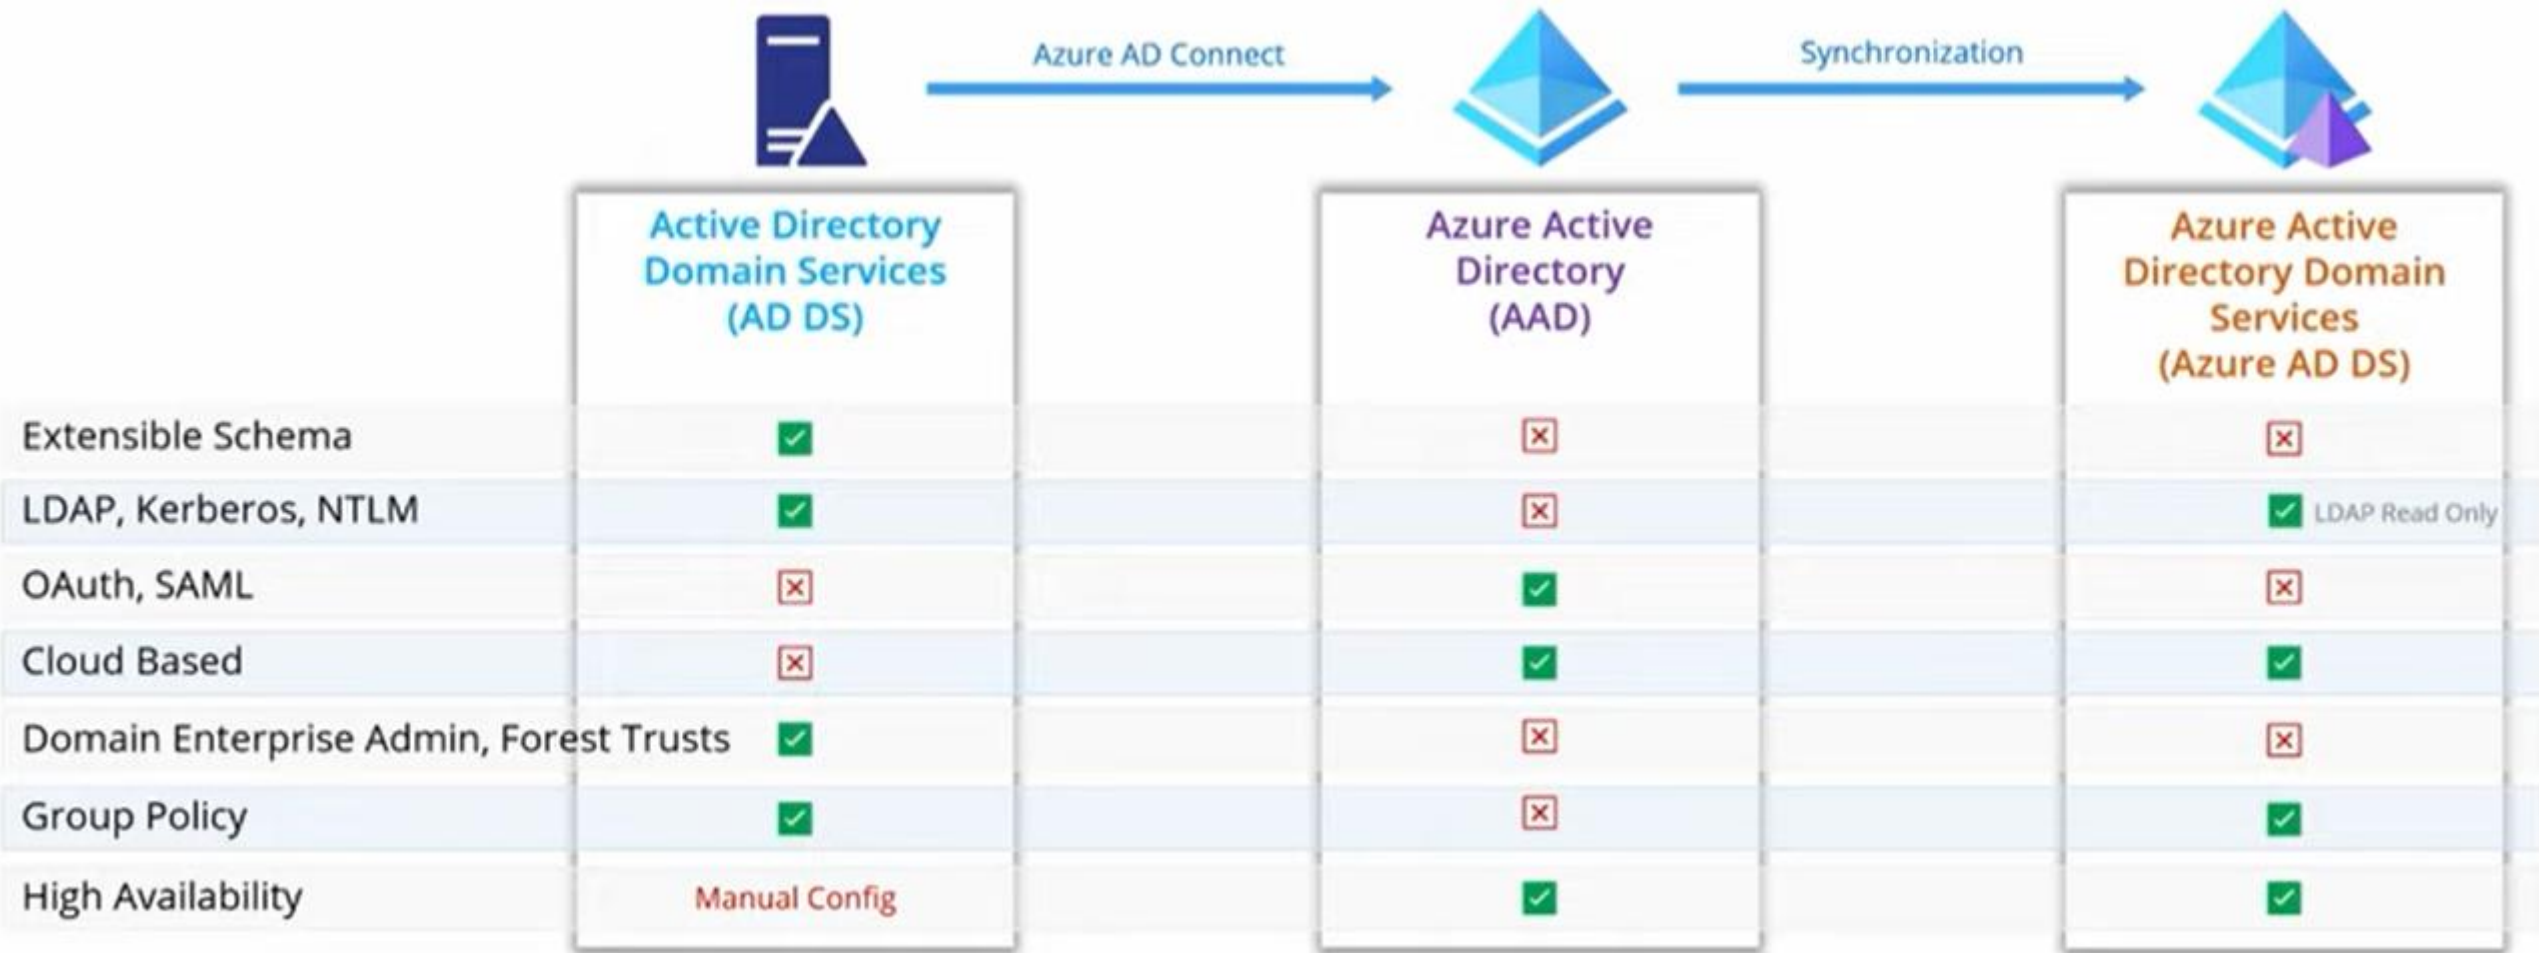 Azure AD Connect
Synchronization
Active Directory
Domain Services
(AD DS)
Azure Active
Directory
(AAD)
Azure Active
Directory Domain
Services
(Azure AD DS)
Extensible Schema
LDAP, Kerberos, NTLM
LDAP Read Only
OAuth, SAML
Cloud Based
Domain Enterprise Admin, Forest Trusts
Group Policy
High Availability
Manual Config